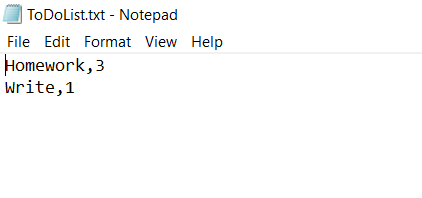 ToDoList.txt - Notepad
File Edit Format View Help
Homework,3
Write,1